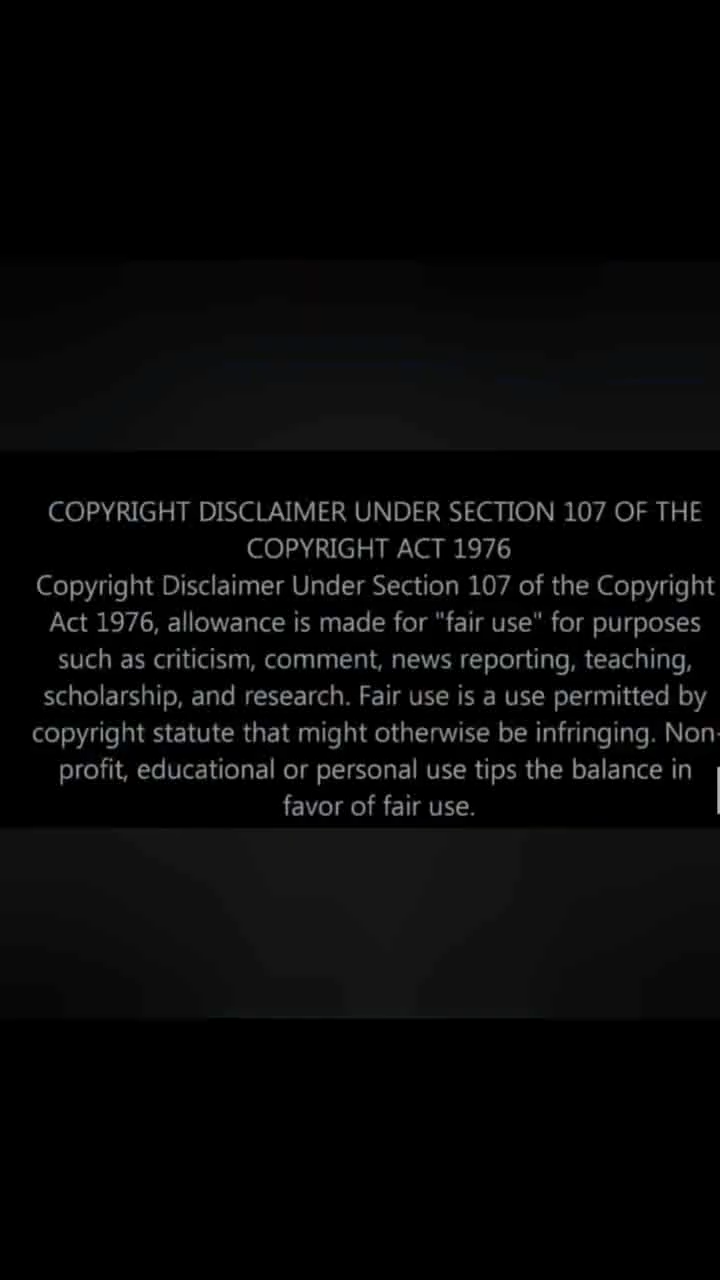 COPYRIGHT DISCLAIMER UNDER SECTION 107 OF THE
COPYRIGHT ACT 1976
Copyright Disclaimer Under Section 107 of the Copyright
Act 1976, allowance is made for "fair use" for purposes
such as criticism, comment, news reporting, teaching,
scholarship, and research. Fair use is a use permitted by
copyright statute that might otherwise be infringing. Non-
profit, educational or personal use tips the balance in
favor of fair use.